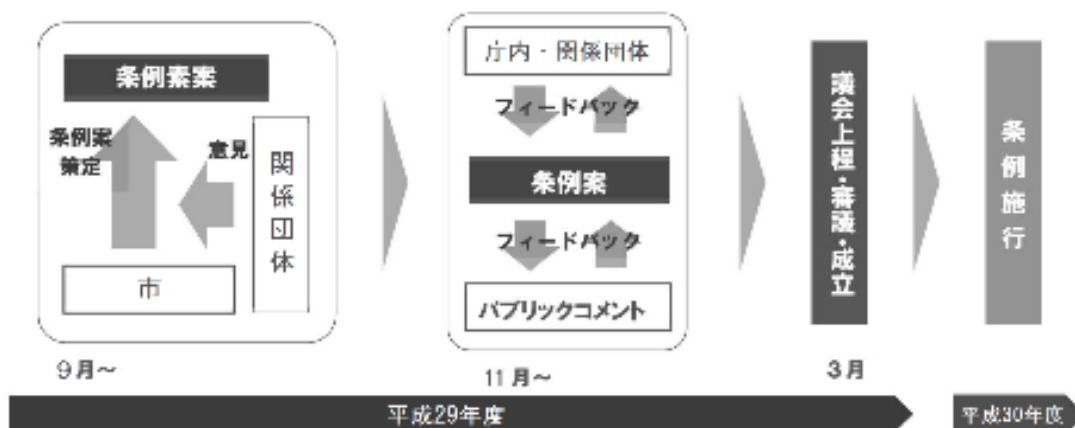 条例素案
条例案
策定
意見
関係団体
市
9月～
庁内・関係団体
フィードバック
条例案
フィードバック
パブリックコメント
11月～
議会上程・審議・成立
3月
条例施行
平成29年度
平成30年度